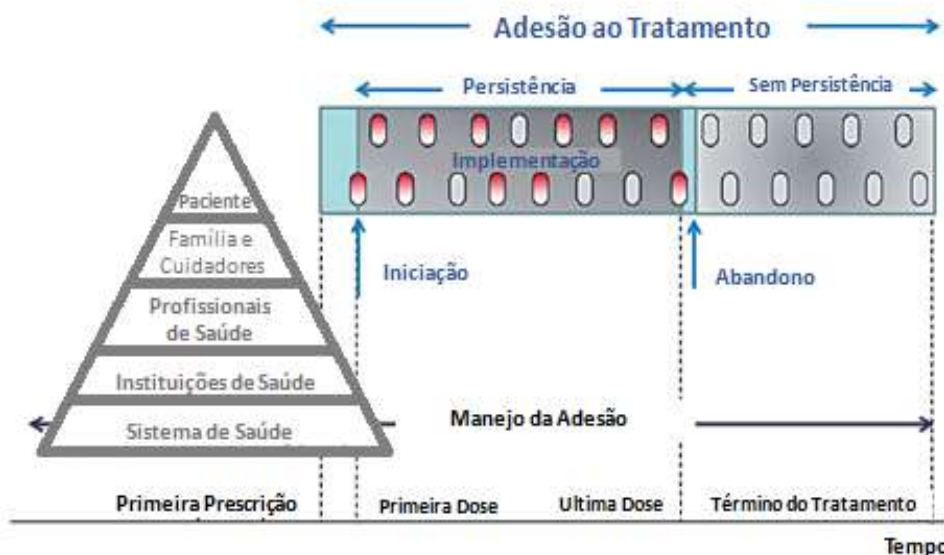 Adesão ao Tratamento
Persistência
Sem Persistência
Implementação
Iniciação
Abandono
Paciente
Família e
Cuidadores
Profissionais
de Saúde
Instituições de Saúde
Sistema de Saúde
Manejo da Adesão
Primeira Prescrição
Primeira Dose
Ultima Dose
Término do Tratamento
Tempo